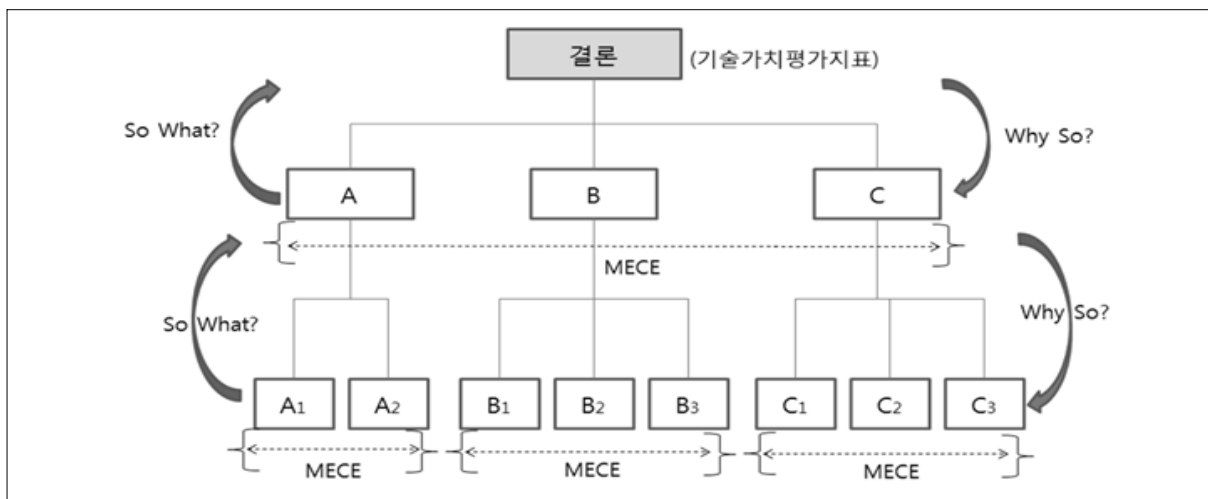 결론 (기술가치평가지표)
So What?
Why So?
A B C
MECE
So What?
Why So?
A1 A2 B1 B2 B3 C1 C2 C3
MECE MECE MECE